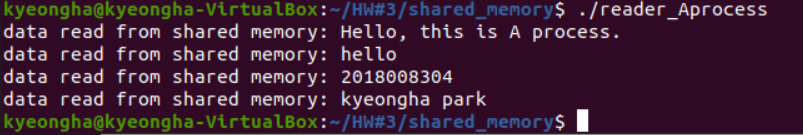 kyeongha@kyeongha-VirtualBox:~/HW#3/shared_memory$ ./reader_Aprocess
data read from shared memory: Hello, this is A process.
data read from shared memory: hello
data read from shared memory: 2018008304
data read from shared memory: kyeongha park
kyeongha@kyeongha-VirtualBox:~/HW#3/shared_memory$